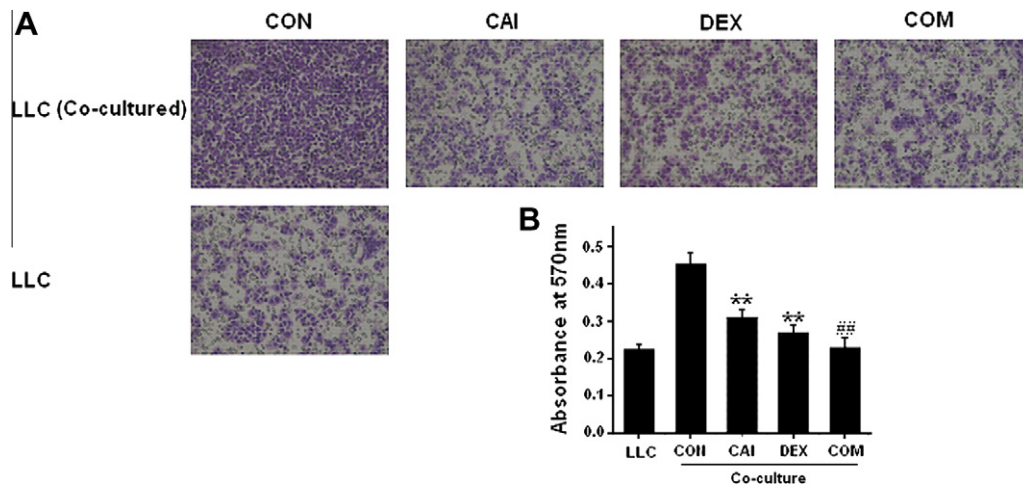 A
CON CAI DEX COM
LLC (Co-cultured)
LLC
B
Absorbance at 570nm
0.5
0.4
0.3
0.2
0.1
0.0
** ** ##
LLC CON CAI DEX COM
Co-culture